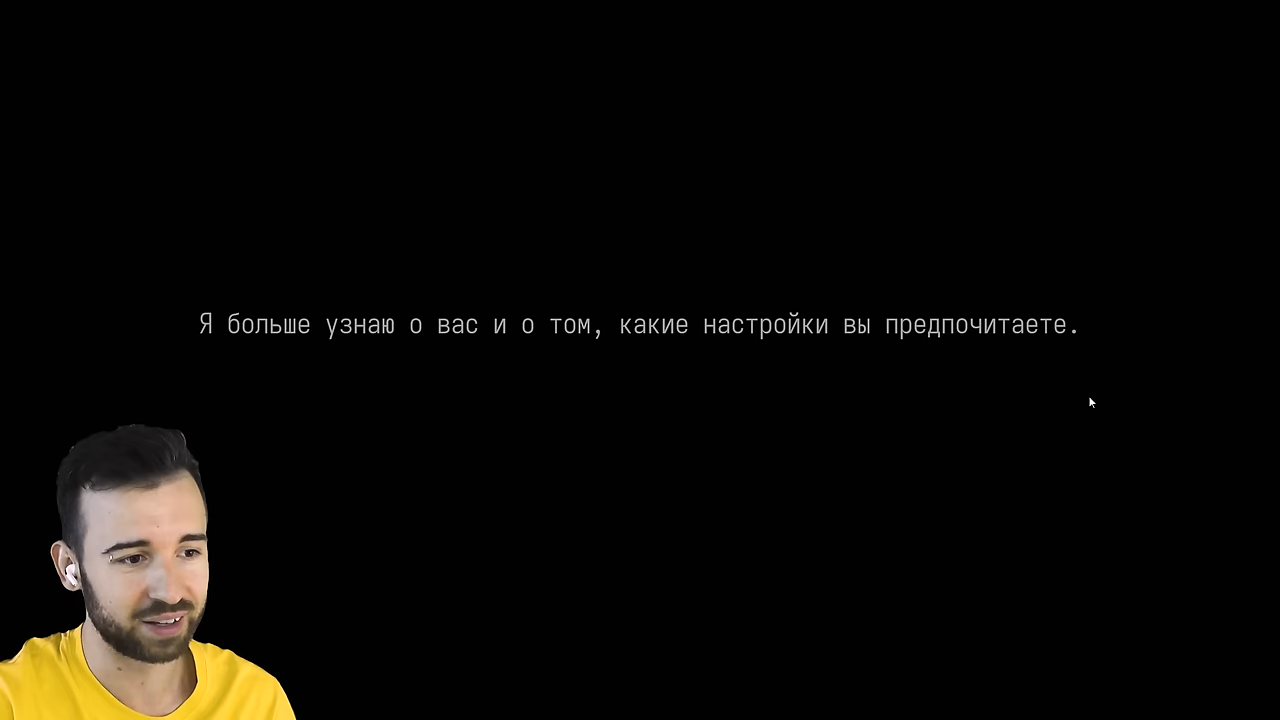 Я больше узнаю о вас и о том, какие настройки вы предпочитаете.